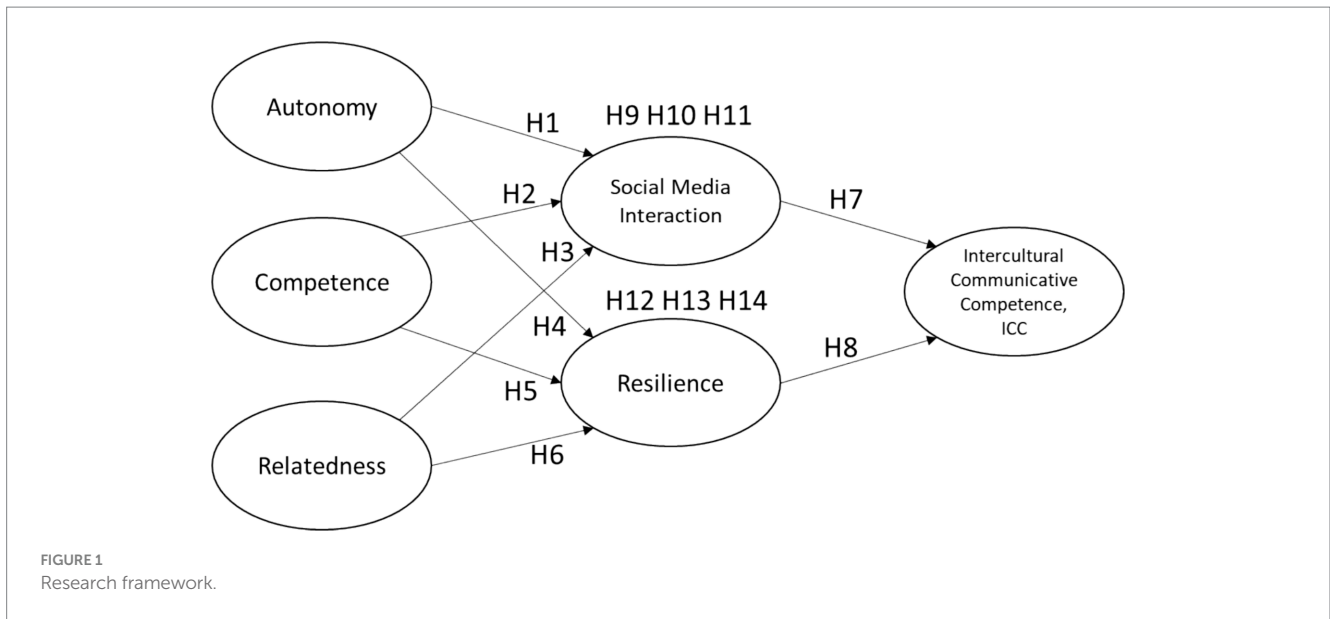 Autonomy
H1
H9 H10 H11
Social Media
Interaction
H2
H7
H3
Competence
Intercultural
Communicative
Competence,
ICC
H12 H13 H14
H4
H8
Resilience
H5
Relatedness
H6
FIGURE 1
Research framework.